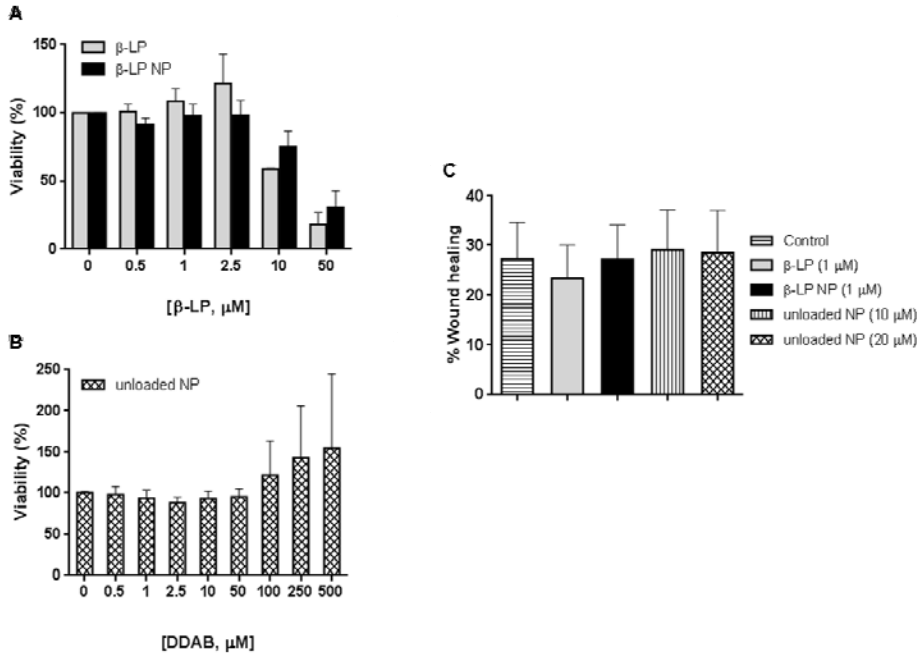 A
150
100
50
0
Viability (%)
β-LP
β-LP NP
0 0.5 1 2.5 10 50
[β-LP, μM]
B
250
200
150
100
50
0
Viability (%)
unloaded NP
0 0.5 1 2.5 10 50 100 250 500
[DDAB, μM]
C
40
30
20
10
0
% Wound healing
Control
β-LP (1 μM)
β-LP NP (1 μM)
unloaded NP (10 μM)
unloaded NP (20 μM)